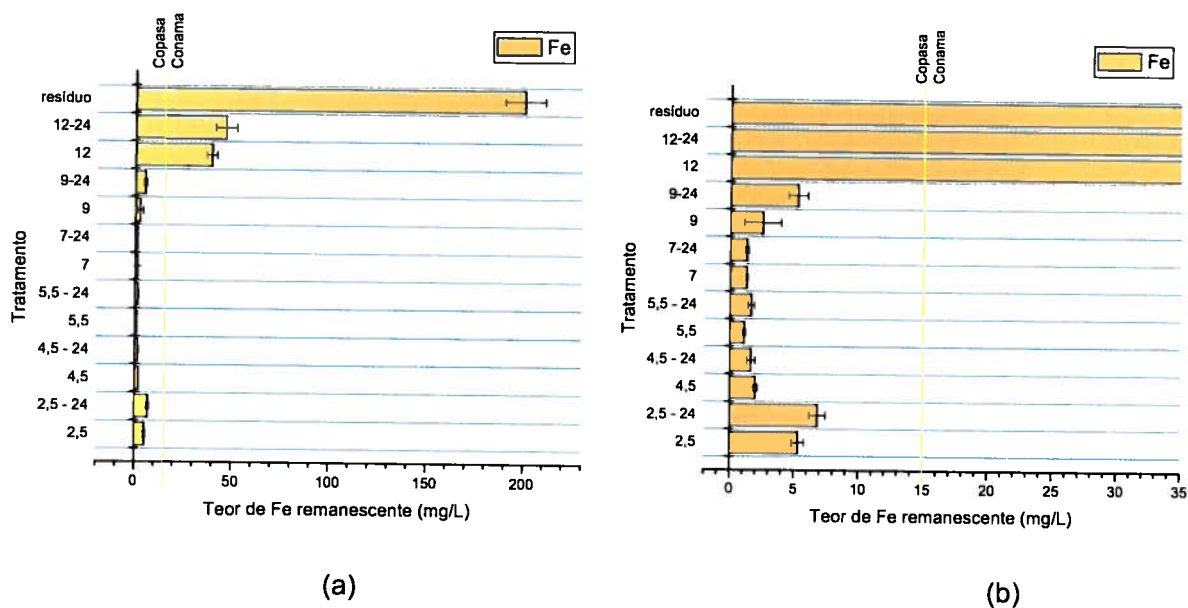 Copasa
Conama
Fe
resíduo
12-24
12
9-24
9
7-24
7
5,5 - 24
5,5
4,5 - 24
4,5
2,5 - 24
2,5
Tratamento
0
50
100
150
200
Teor de Fe remanescente (mg/L)
(a)
Copasa
Conama
Fe
resíduo
12-24
12
9-24
9
7-24
7
5,5 - 24
5,5
4,5 - 24
4,5
2,5 - 24
2,5
Tratamento
0
5
10
15
20
25
30
35
Teor de Fe remanescente (mg/L)
(b)